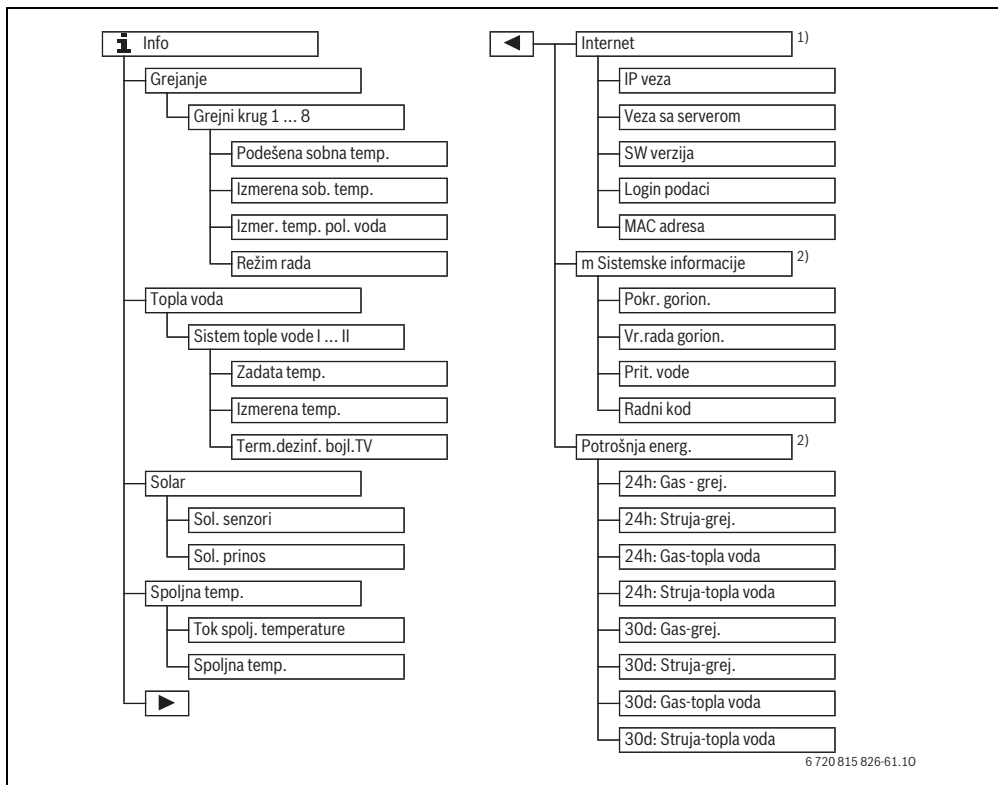 i Info
Grejanje
Grejni krug 1 ... 8
Podešena sobna temp.
Izmerena sob. temp.
Izmer. temp. pol. voda
Režim rada
Topla voda
Sistem tople vode I ... II
Zadata temp.
Izmerena temp.
Term.dezinf. bojl.TV
Solar
Sol. senzori
Sol. prinos
Spoljna temp.
Tok spolj. temperature
Spoljna temp.
Internet 1)
IP veza
Veza sa serverom
SW verzija
Login podaci
MAC adresa
m Sistemske informacije 2)
Pokr. gorion.
Vr.rada gorion.
Prit. vode
Radni kod
Potrošnja energ. 2)
24h: Gas - grej.
24h: Struja-grej.
24h: Gas-topla voda
24h: Struja-topla voda
30d: Gas-grej.
30d: Struja-grej.
30d: Gas-topla voda
30d: Struja-topla voda
6 720 815 826-61.1O